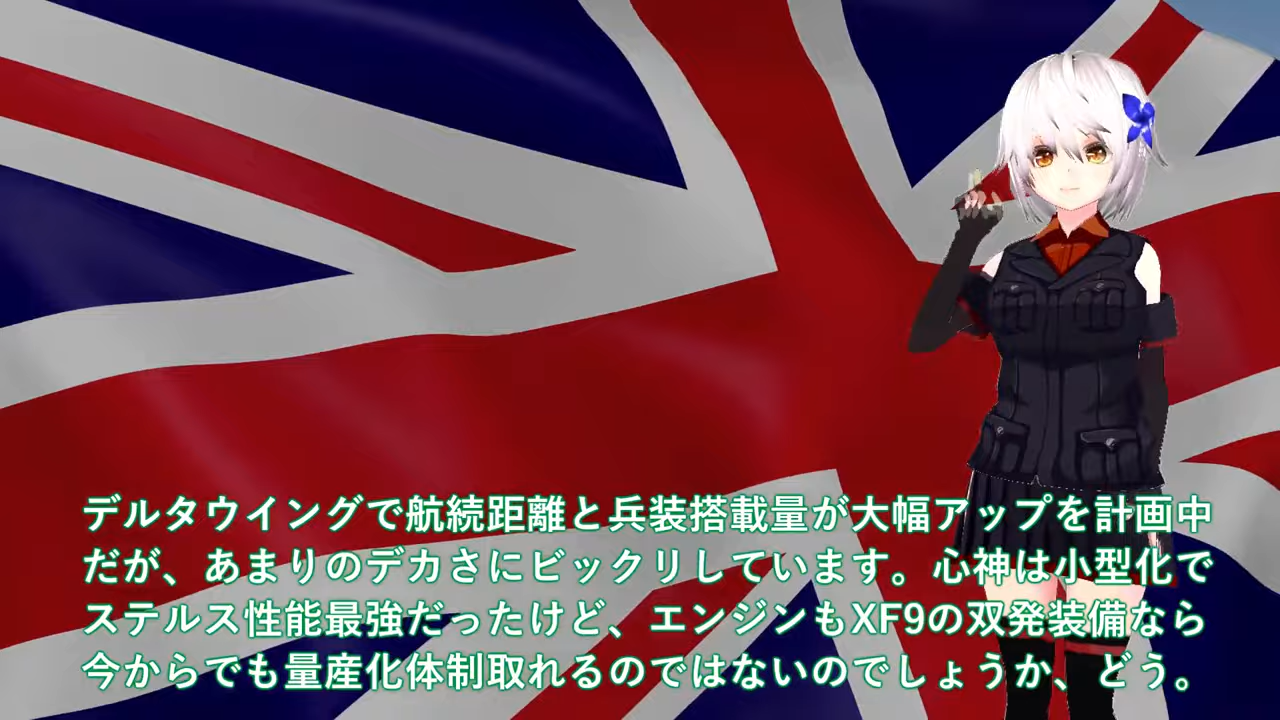 デルタウイングで航続距離と兵装搭載量が大幅アップを計画中
だが、あまりのデカさにビックリしています。心神は小型化で
ステルス性能最強だったけど、エンジンもXF9の双発装備なら
今からでも量産化体制取れるのではないのでしょうか、どう。